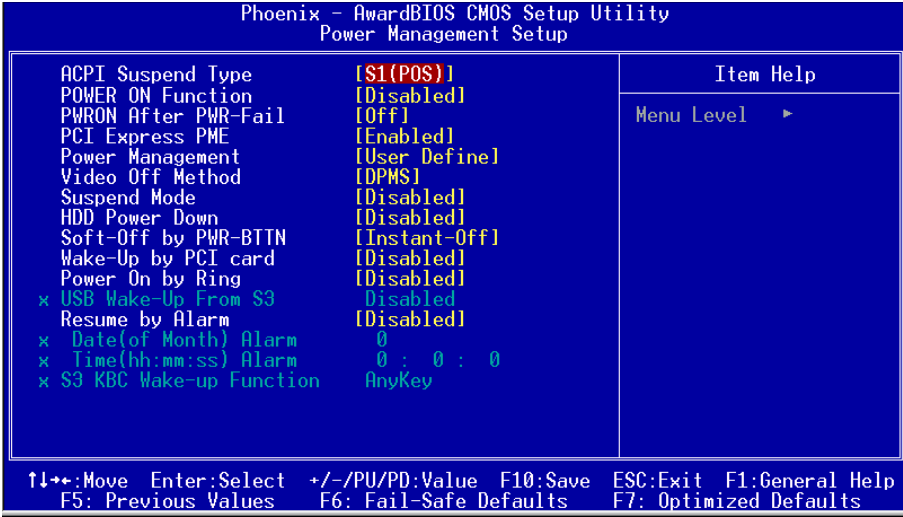 Phoenix - AwardBIOS CMOS Setup Utility
Power Management Setup
ACPI Suspend Type [S1(POS)]
POWER ON Function [Disabled]
PWRON After PWR-Fail [Off]
PCI Express PME [Enabled]
Power Management [User Define]
Video Off Method [DPMS]
Suspend Mode [Disabled]
HDD Power Down [Disabled]
Soft-Off by PWR-BTTN [Instant-Off]
Wake-Up by PCI card [Disabled]
Power On by Ring [Disabled]
x USB Wake-Up From S3 Disabled
Resume by Alarm [Disabled]
x Date(of Month) Alarm 0
x Time(hh:mm:ss) Alarm 0 : 0 : 0
x S3 KBC Wake-up Function AnyKey
Item Help
Menu Level ►
↑↓→←:Move Enter:Select +/-/PU/PD:Value F10:Save ESC:Exit F1:General Help
F5: Previous Values F6: Fail-Safe Defaults F7: Optimized Defaults